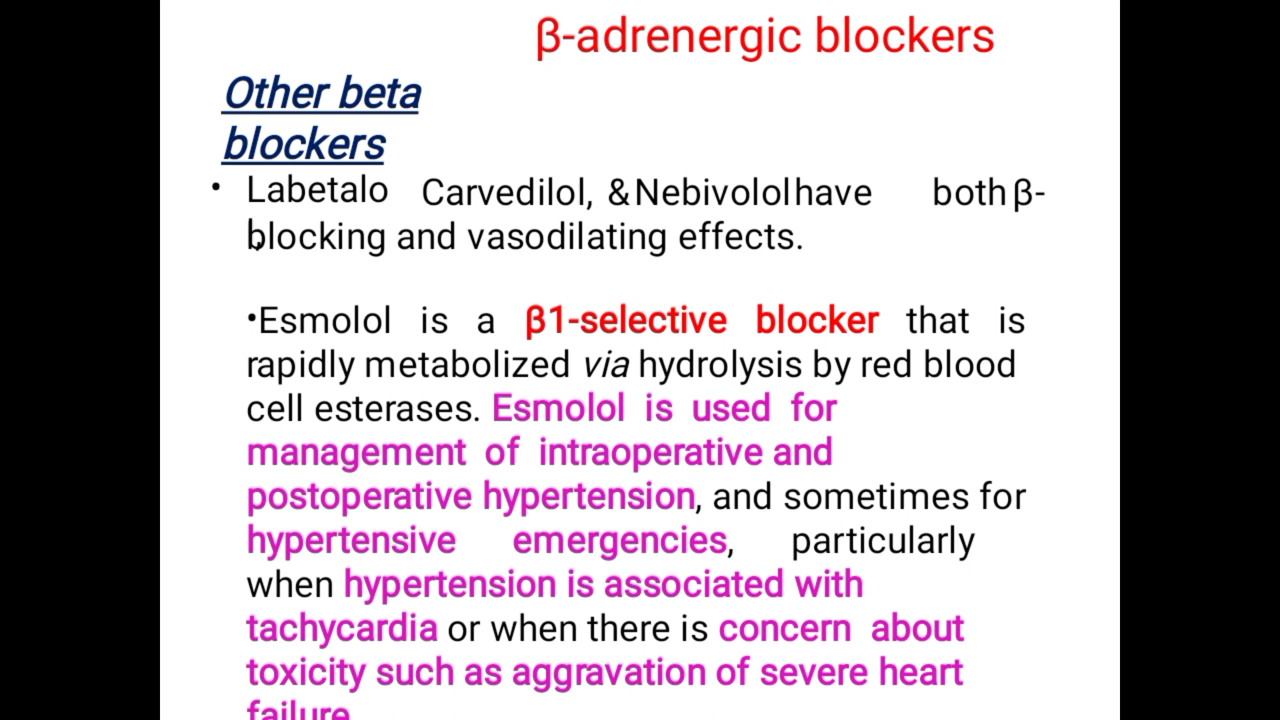 β-adrenergic blockers
Other beta
blockers
• Labetalo Carvedilol, & Nebivolol have both β-
l,
blocking and vasodilating effects.
•Esmolol is a β1-selective blocker that is
rapidly metabolized via hydrolysis by red blood
cell esterases. Esmolol is used for
management of intraoperative and
postoperative hypertension, and sometimes for
hypertensive emergencies, particularly
when hypertension is associated with
tachycardia or when there is concern about
toxicity such as aggravation of severe heart
failure